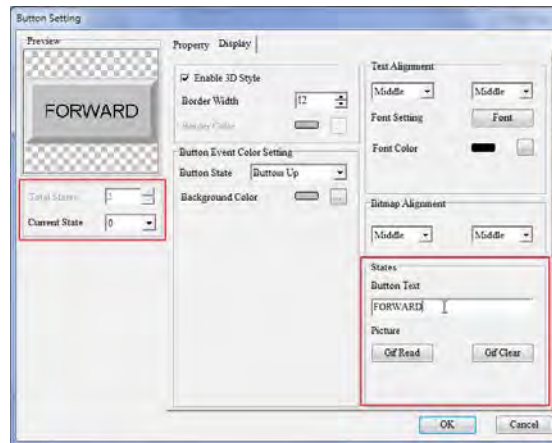 Button Setting
Preview
FORWARD
Total States
Current State 0
Property Display
Enable 3D Style
Border Width 12
Border Color
Button Event Color Setting
Button State Button Up
Background Color ...
Text Alignment
Middle Middle
Font Setting Font
Font Color ...
Bitmap Alignment
Middle Middle
States
Button Text
FORWARD
Picture
Gif Read Gif Clear
OK Cancel